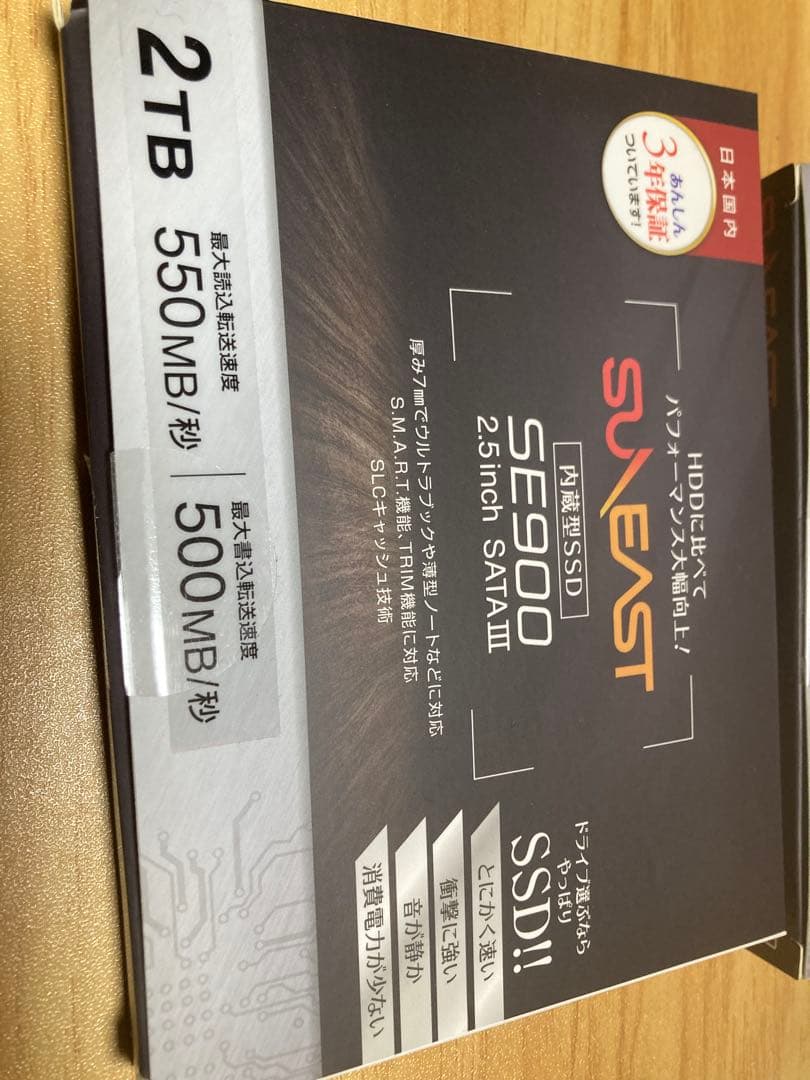 日本国内
あんしん
3年保証
ついています!
HDDに比べて
パフォーマンス大幅向上!
SUNEAST
内蔵型SSD
SE900
2.5inch SATAⅢ
厚み7㎜でウルトラブックや薄型ノートなどに対応
S.M.A.R.T.機能、TRIM機能に対応
SLCキャッシュ技術
ドライブ選ぶなら
やっぱり
SSD!!
とにかく速い
衝撃に強い
音が静か
消費電力が少ない
2TB
最大読込転送速度
550MB/秒
最大書込転送速度
500MB/秒